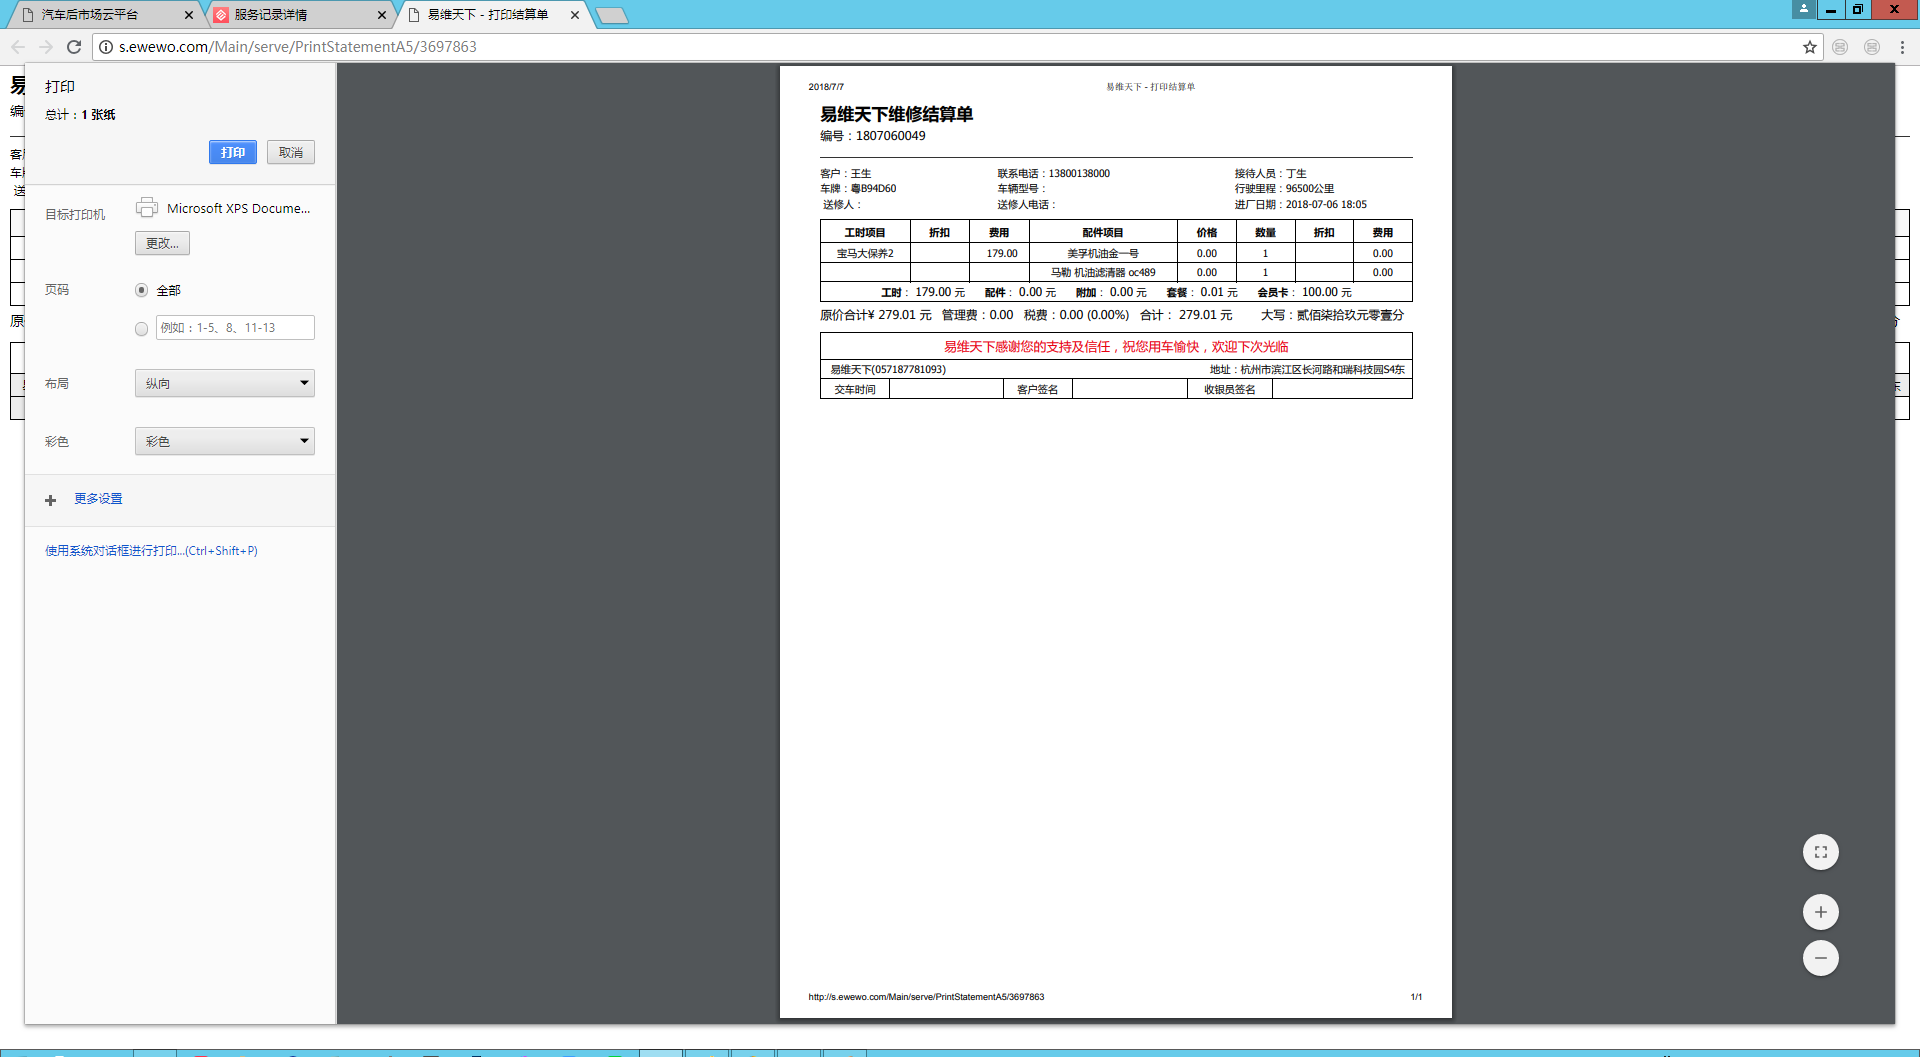 汽车后市场云平台
服务记录详情
易维天下 - 打印结算单
s.ewewo.com/Main/serve/PrintStatementA5/3697863
打印
总计：1 张纸
打印 取消
目标打印机 Microsoft XPS Docume...
更改...
页码 全部
例如：1-5、8、11-13
布局 纵向
彩色 彩色
更多设置
使用系统对话框进行打印...(Ctrl+Shift+P)
2018/7/7 易维天下 - 打印结算单
易维天下维修结算单
编号：1807060049
客户：王生 联系电话：13800138000 接待人员：丁生
车牌：粤B94D60 车辆型号： 行驶里程：96500公里
送修人： 送修人电话： 进厂日期：2018-07-06 18:05
工时项目 折扣 费用 配件项目 价格 数量 折扣 费用
宝马大保养2 179.00 美孚机油金一号 0.00 1 0.00
马勒 机油滤清器 oc489 0.00 1 0.00
工时： 179.00 元 配件： 0.00 元 附加： 0.00 元 套餐： 0.01 元 会员卡： 100.00 元
原价合计¥ 279.01 元 管理费：0.00 税费：0.00 (0.00%) 合计： 279.01 元 大写：贰佰柒拾玖元零壹分
易维天下感谢您的支持及信任，祝您用车愉快，欢迎下次光临
易维天下(057187781093) 地址：杭州市滨江区长河路和瑞科技园S4东
交车时间 客户签名 收银员签名
http://s.ewewo.com/Main/serve/PrintStatementA5/3697863 1/1